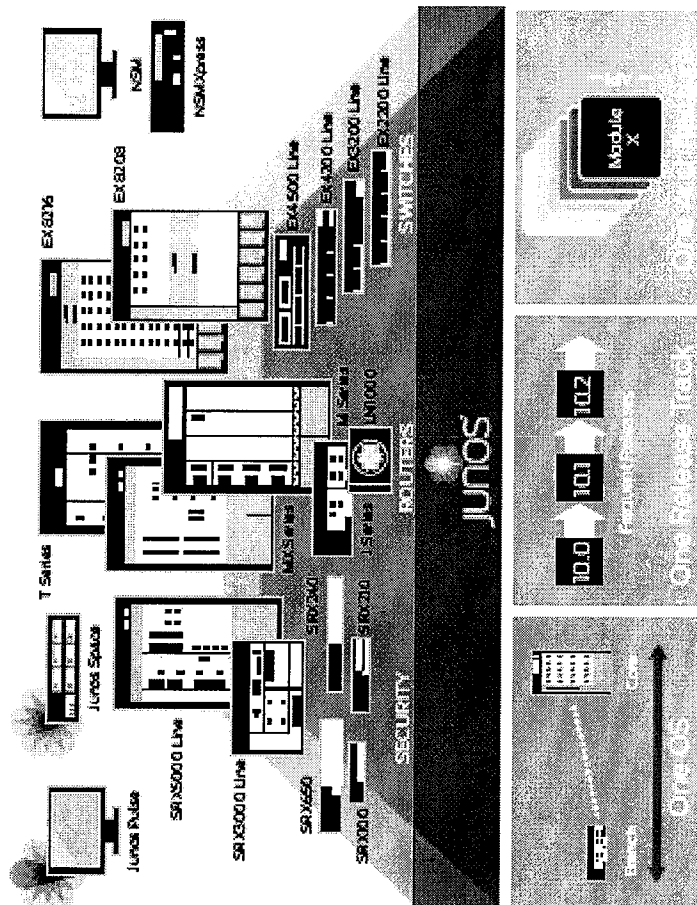 Junos Pulse
Junos Space
T Series
EX8216
EX8208
NSM
NSMXpress
SRX5000 Line
SRX3000 Line
SRX650
SRX240
SRX100
SRX210
MX Series
M Series
J Series
LN1000
EX4500 Line
EX4200 Line
EX3200 Line
EX2200 Line
SECURITY
ROUTERS
SWITCHES
JUNOS
Branch
Core
One OS
10.0
10.1
10.2
One Release Track
Module
X